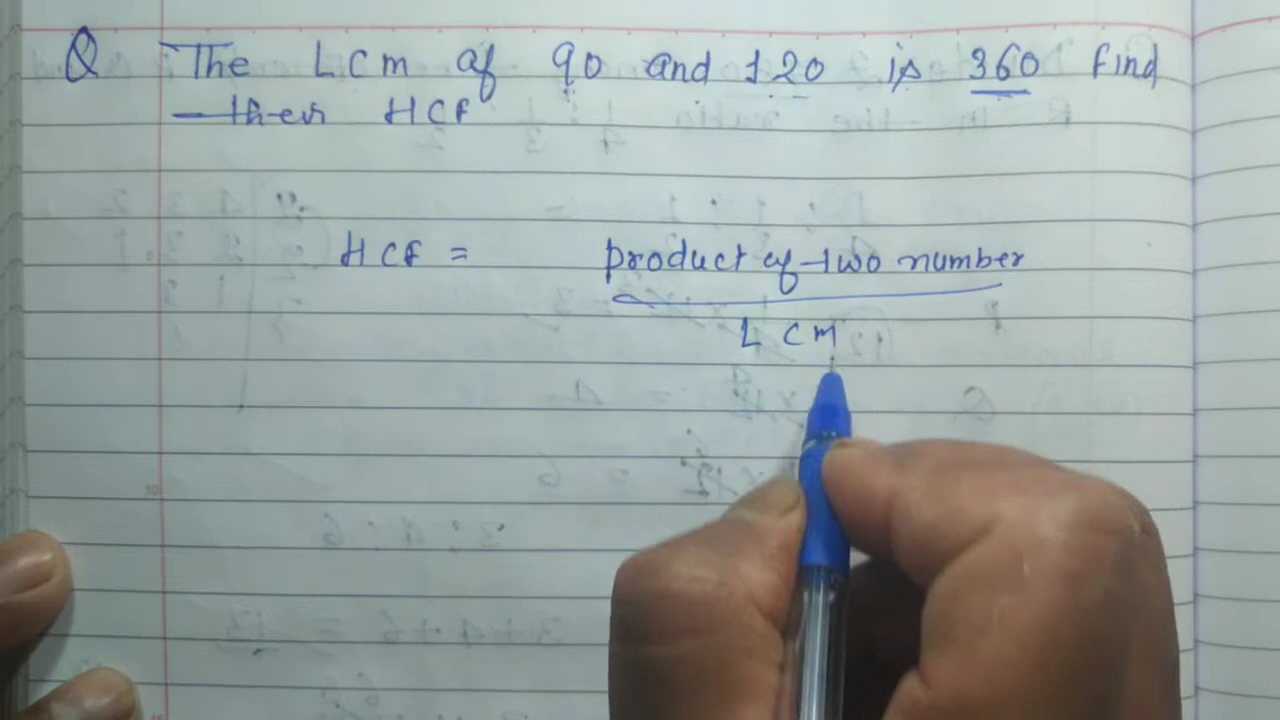 Q The LCM of 90 and 120 is 360 find
their HCF
HCF = product of two number
LCM